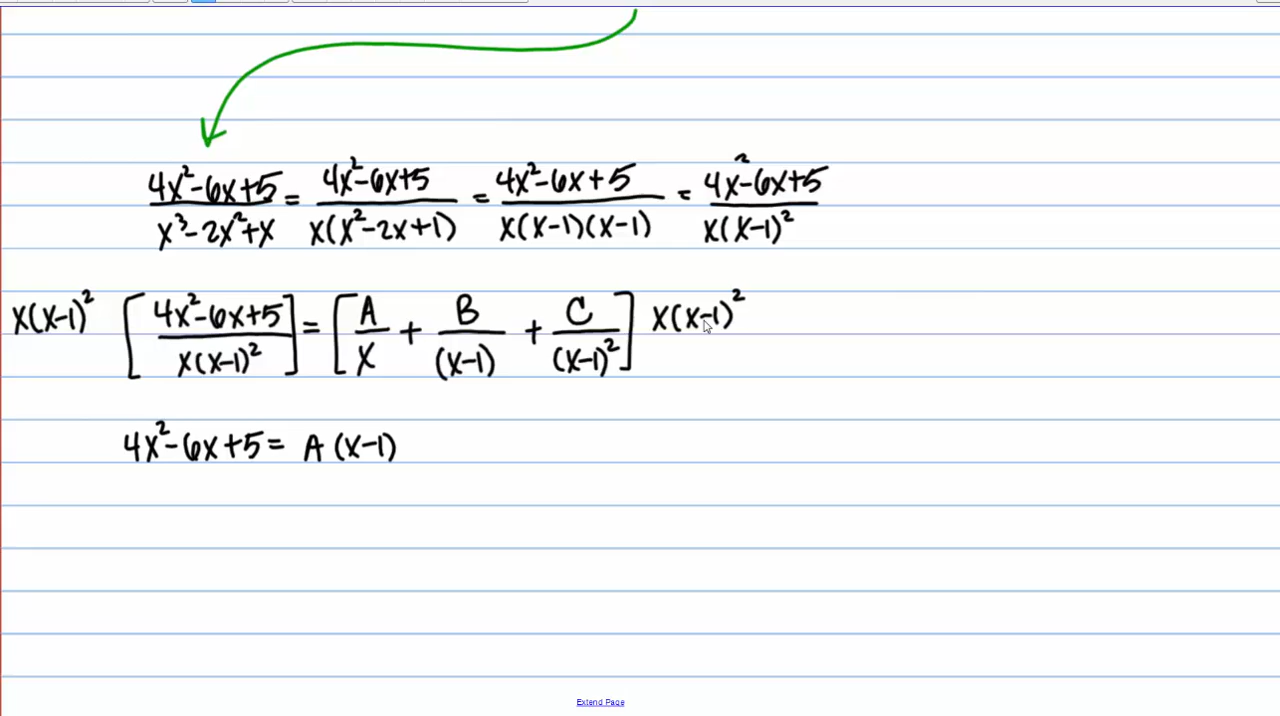 4x²-6x+5 / x³-2x²+x = 4x²-6x+5 / x(x²-2x+1) = 4x²-6x+5 / x(x-1)(x-1) = 4x²-6x+5 / x(x-1)²
x(x-1)² [4x²-6x+5 / x(x-1)²] = [A/x + B/(x-1) + C/(x-1)²] x(x-1)²
4x²-6x+5= A(x-1)
Extend Page